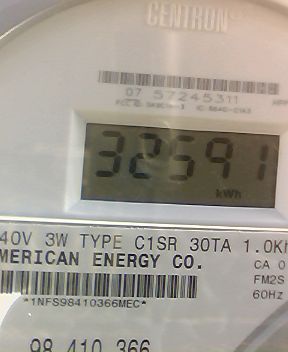 CENTRON
07 57245311
32591
kWh
40V 3W TYPE C1SR 30TA 1.0Kh
MERICAN ENERGY CO.
CA 0
FM2S
60Hz
*1NFS98410366MEC*
98 410 366